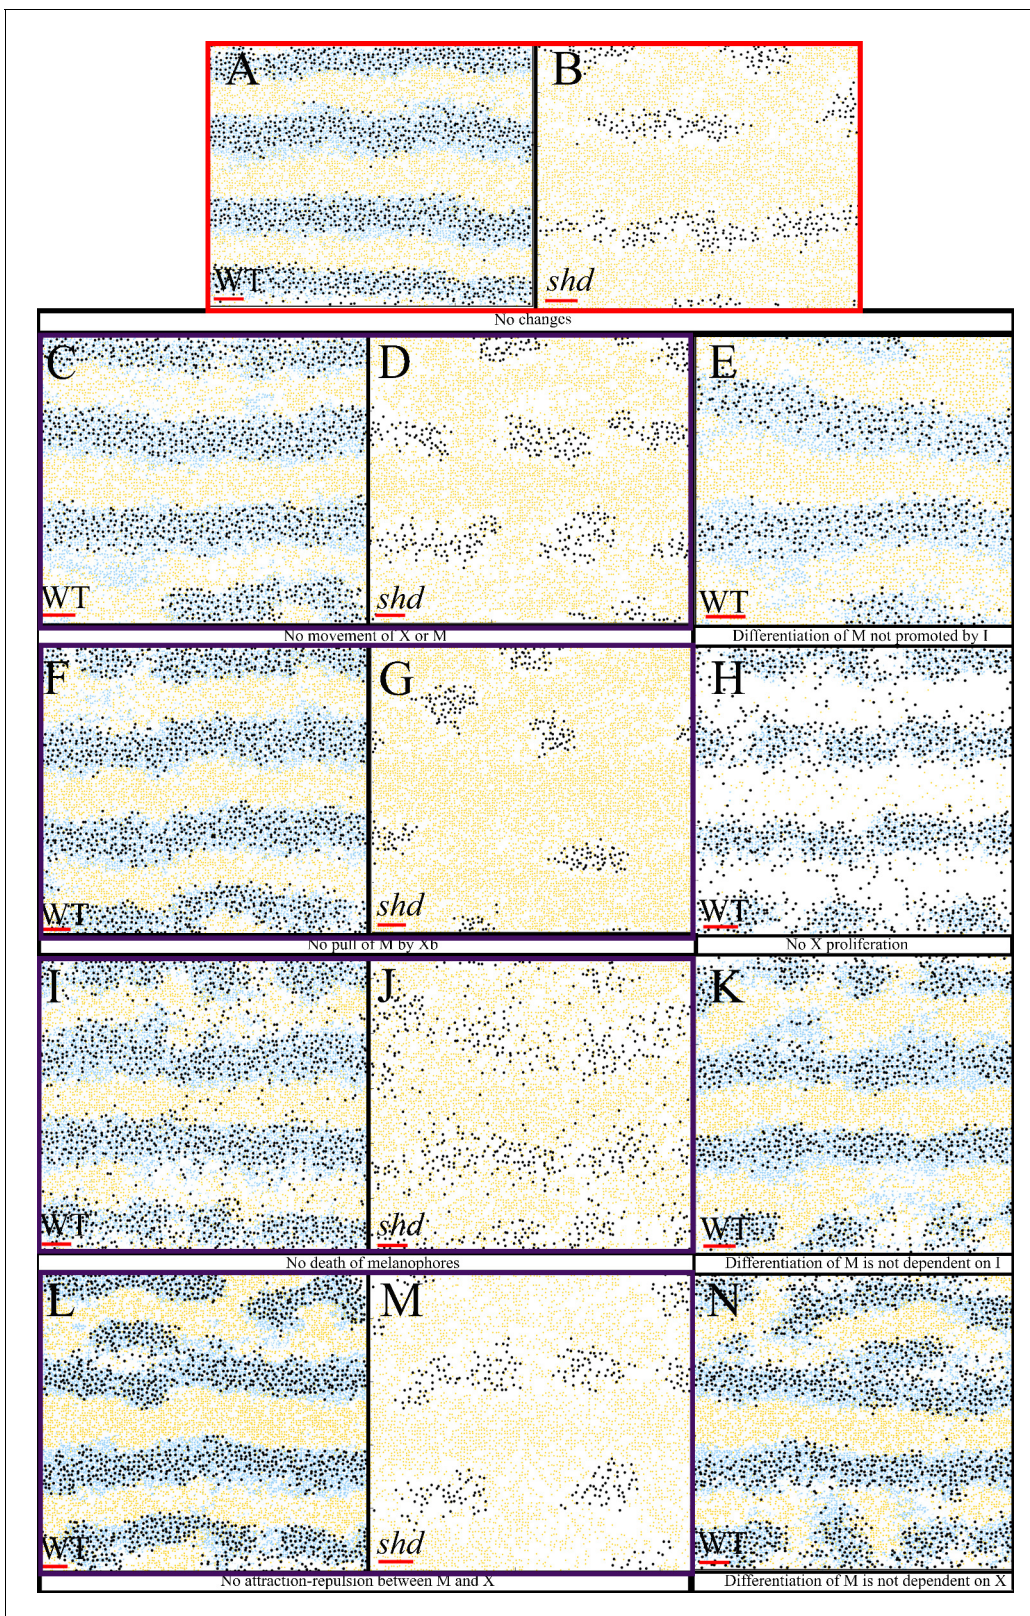 A
B
WT
shd
No changes
C
D
E
WT
shd
WT
No movement of X or M
Differentiation of M not promoted by I
F
G
H
WT
shd
WT
No pull of M by Xb
No X proliferation
I
J
K
WT
shd
WT
No death of melanophores
Differentiation of M is not dependent on I
L
M
N
WT
shd
WT
No attraction-repulsion between M and X
Differentiation of M is not dependent on X